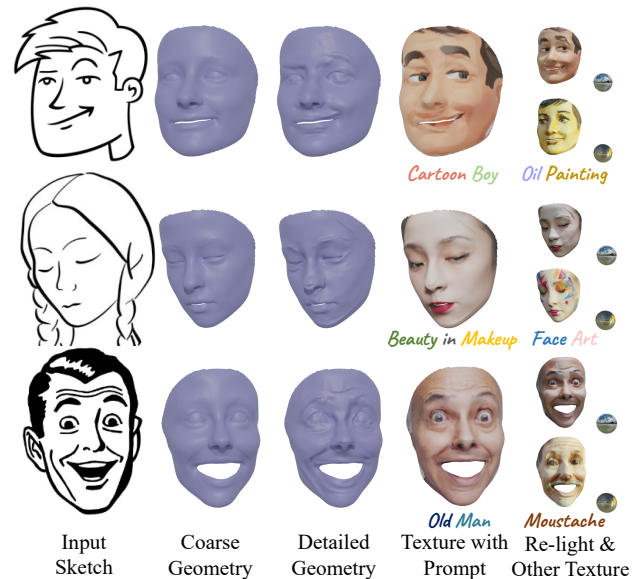 Cartoon Boy
Oil Painting
Beauty in Makeup
Face Art
Old Man
Moustache
Input
Sketch
Coarse
Geometry
Detailed
Geometry
Texture with
Prompt
Re-light &
Other Texture